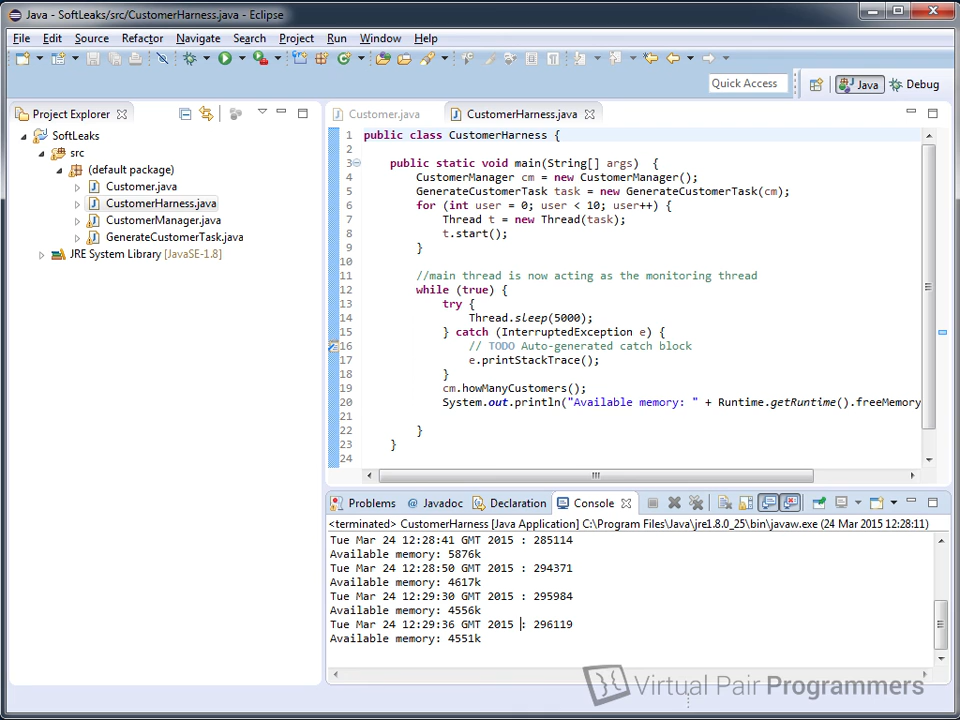 Java - SoftLeaks/src/CustomerHarness.java - Eclipse
File Edit Source Refactor Navigate Search Project Run Window Help
Quick Access
Java
Debug
Project Explorer
Customer.java
CustomerHarness.java
SoftLeaks
src
(default package)
Customer.java
CustomerHarness.java
CustomerManager.java
GenerateCustomerTask.java
JRE System Library [JavaSE-1.8]
1 public class CustomerHarness {
2
3 public static void main(String[] args)  {
4 CustomerManager cm = new CustomerManager();
5 GenerateCustomerTask task = new GenerateCustomerTask(cm);
6 for (int user = 0; user < 10; user++) {
7 Thread t = new Thread(task);
8 t.start();
9 }
10
11 //main thread is now acting as the monitoring thread
12 while (true) {
13 try {
14 Thread.sleep(5000);
15 } catch (InterruptedException e) {
16 // TODO Auto-generated catch block
17 e.printStackTrace();
18 }
19 cm.howManyCustomers();
20 System.out.println("Available memory: " + Runtime.getRuntime().freeMemory
21
22 }
23 }
24
Problems @ Javadoc Declaration Console
<terminated> CustomerHarness [Java Application] C:\Program Files\Java\jre1.8.0_25\bin\javaw.exe (24 Mar 2015 12:28:11)
Tue Mar 24 12:28:41 GMT 2015 : 285114
Available memory: 5876k
Tue Mar 24 12:28:50 GMT 2015 : 294371
Available memory: 4617k
Tue Mar 24 12:29:30 GMT 2015 : 295984
Available memory: 4556k
Tue Mar 24 12:29:36 GMT 2015 : 296119
Available memory: 4551k
Virtual Pair Programmers